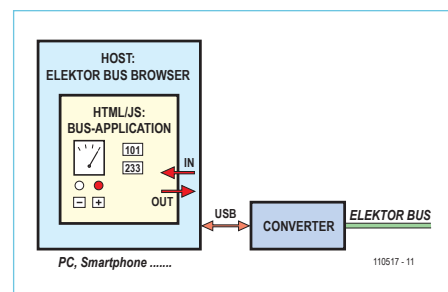 HOST:
ELEKTOR BUS BROWSER
HTML/JS:
BUS-APPLICATION
101
233
IN
OUT
− +
USB
CONVERTER
ELEKTOR BUS
PC, Smartphone .......
110517 - 11